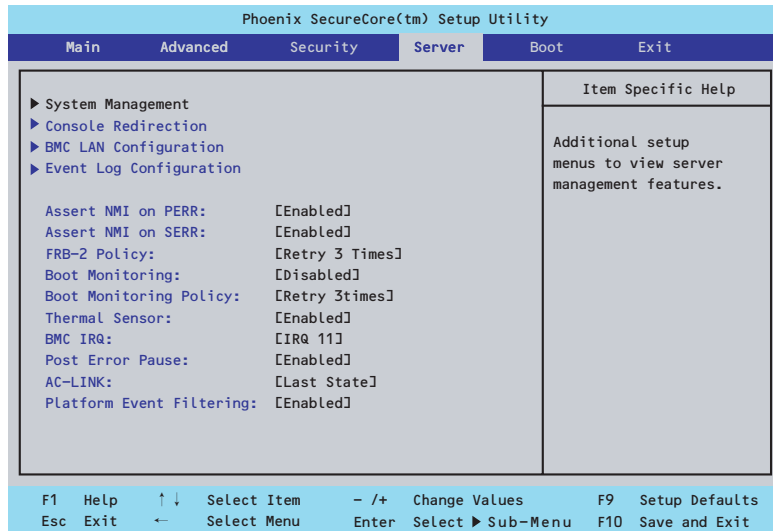 Phoenix SecureCore(tm) Setup Utility
Main Advanced Security Server Boot Exit
▶ System Management
▶ Console Redirection
▶ BMC LAN Configuration
▶ Event Log Configuration
Assert NMI on PERR: [Enabled]
Assert NMI on SERR: [Enabled]
FRB-2 Policy: [Retry 3 Times]
Boot Monitoring: [Disabled]
Boot Monitoring Policy: [Retry 3times]
Thermal Sensor: [Enabled]
BMC IRQ: [IRQ 11]
Post Error Pause: [Enabled]
AC-LINK: [Last State]
Platform Event Filtering: [Enabled]
Item Specific Help
Additional setup
menus to view server
management features.
F1 Help ↑↓ Select Item - /+ Change Values F9 Setup Defaults
Esc Exit ← Select Menu Enter Select ▶ Sub-Menu F10 Save and Exit